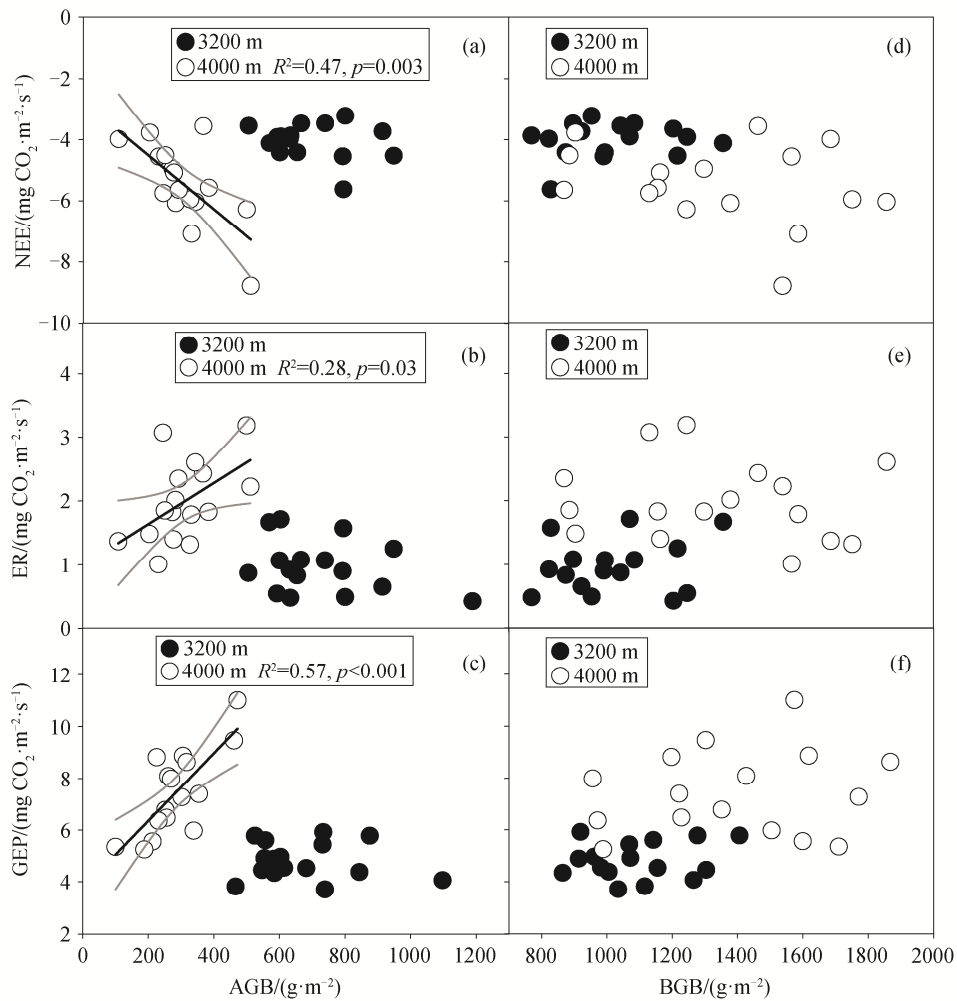 0
−2
−4
−6
−8
−10
NEE/(mg CO₂·m⁻²·s⁻¹)
3200 m
4000 m R²=0.47, p=0.003
(a)
3200 m
4000 m
(d)
4
3
2
1
0
ER/(mg CO₂·m⁻²·s⁻¹)
3200 m
4000 m R²=0.28, p=0.03
(b)
3200 m
4000 m
(e)
12
10
8
6
4
2
GEP/(mg CO₂·m⁻²·s⁻¹)
3200 m
4000 m R²=0.57, p<0.001
(c)
3200 m
4000 m
(f)
0 200 400 600 800 1000 1200
AGB/(g·m⁻²)
800 1000 1200 1400 1600 1800 2000
BGB/(g·m⁻²)